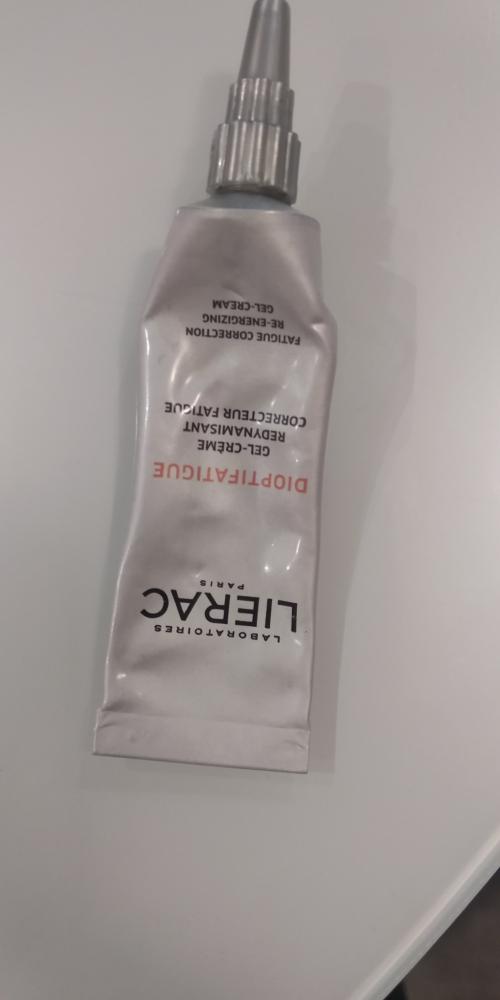 LABORATOIRES
LIERAC
PARIS
DIOPTIFATIGUE
GEL-CRÈME
REDYNAMISANT
CORRECTEUR FATIGUE
FATIGUE CORRECTION
RE-ENERGIZING
GEL-CREAM